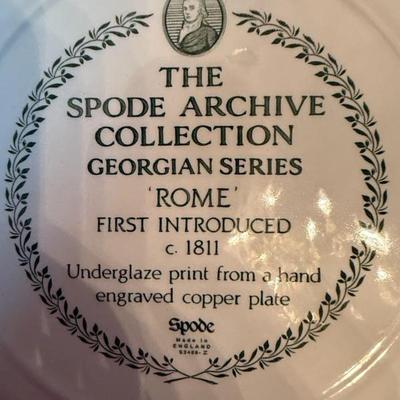 THE
SPODE ARCHIVE
COLLECTION
GEORGIAN SERIES
'ROME'
FIRST INTRODUCED
c. 1811
Underglaze print from a hand
engraved copper plate
Spode
Made in
ENGLAND
S3468-Z